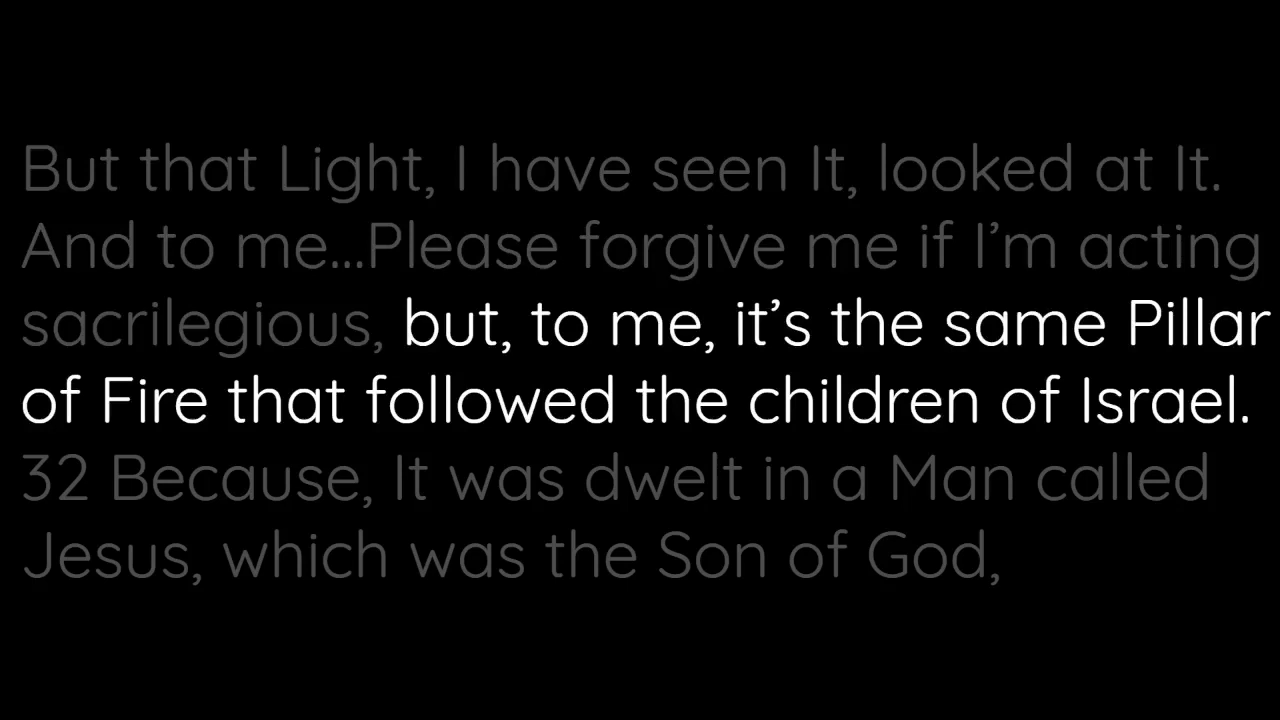 But that Light, I have seen It, looked at It.
And to me...Please forgive me if I’m acting
sacrilegious, but, to me, it’s the same Pillar
of Fire that followed the children of Israel.
32 Because, It was dwelt in a Man called
Jesus, which was the Son of God,